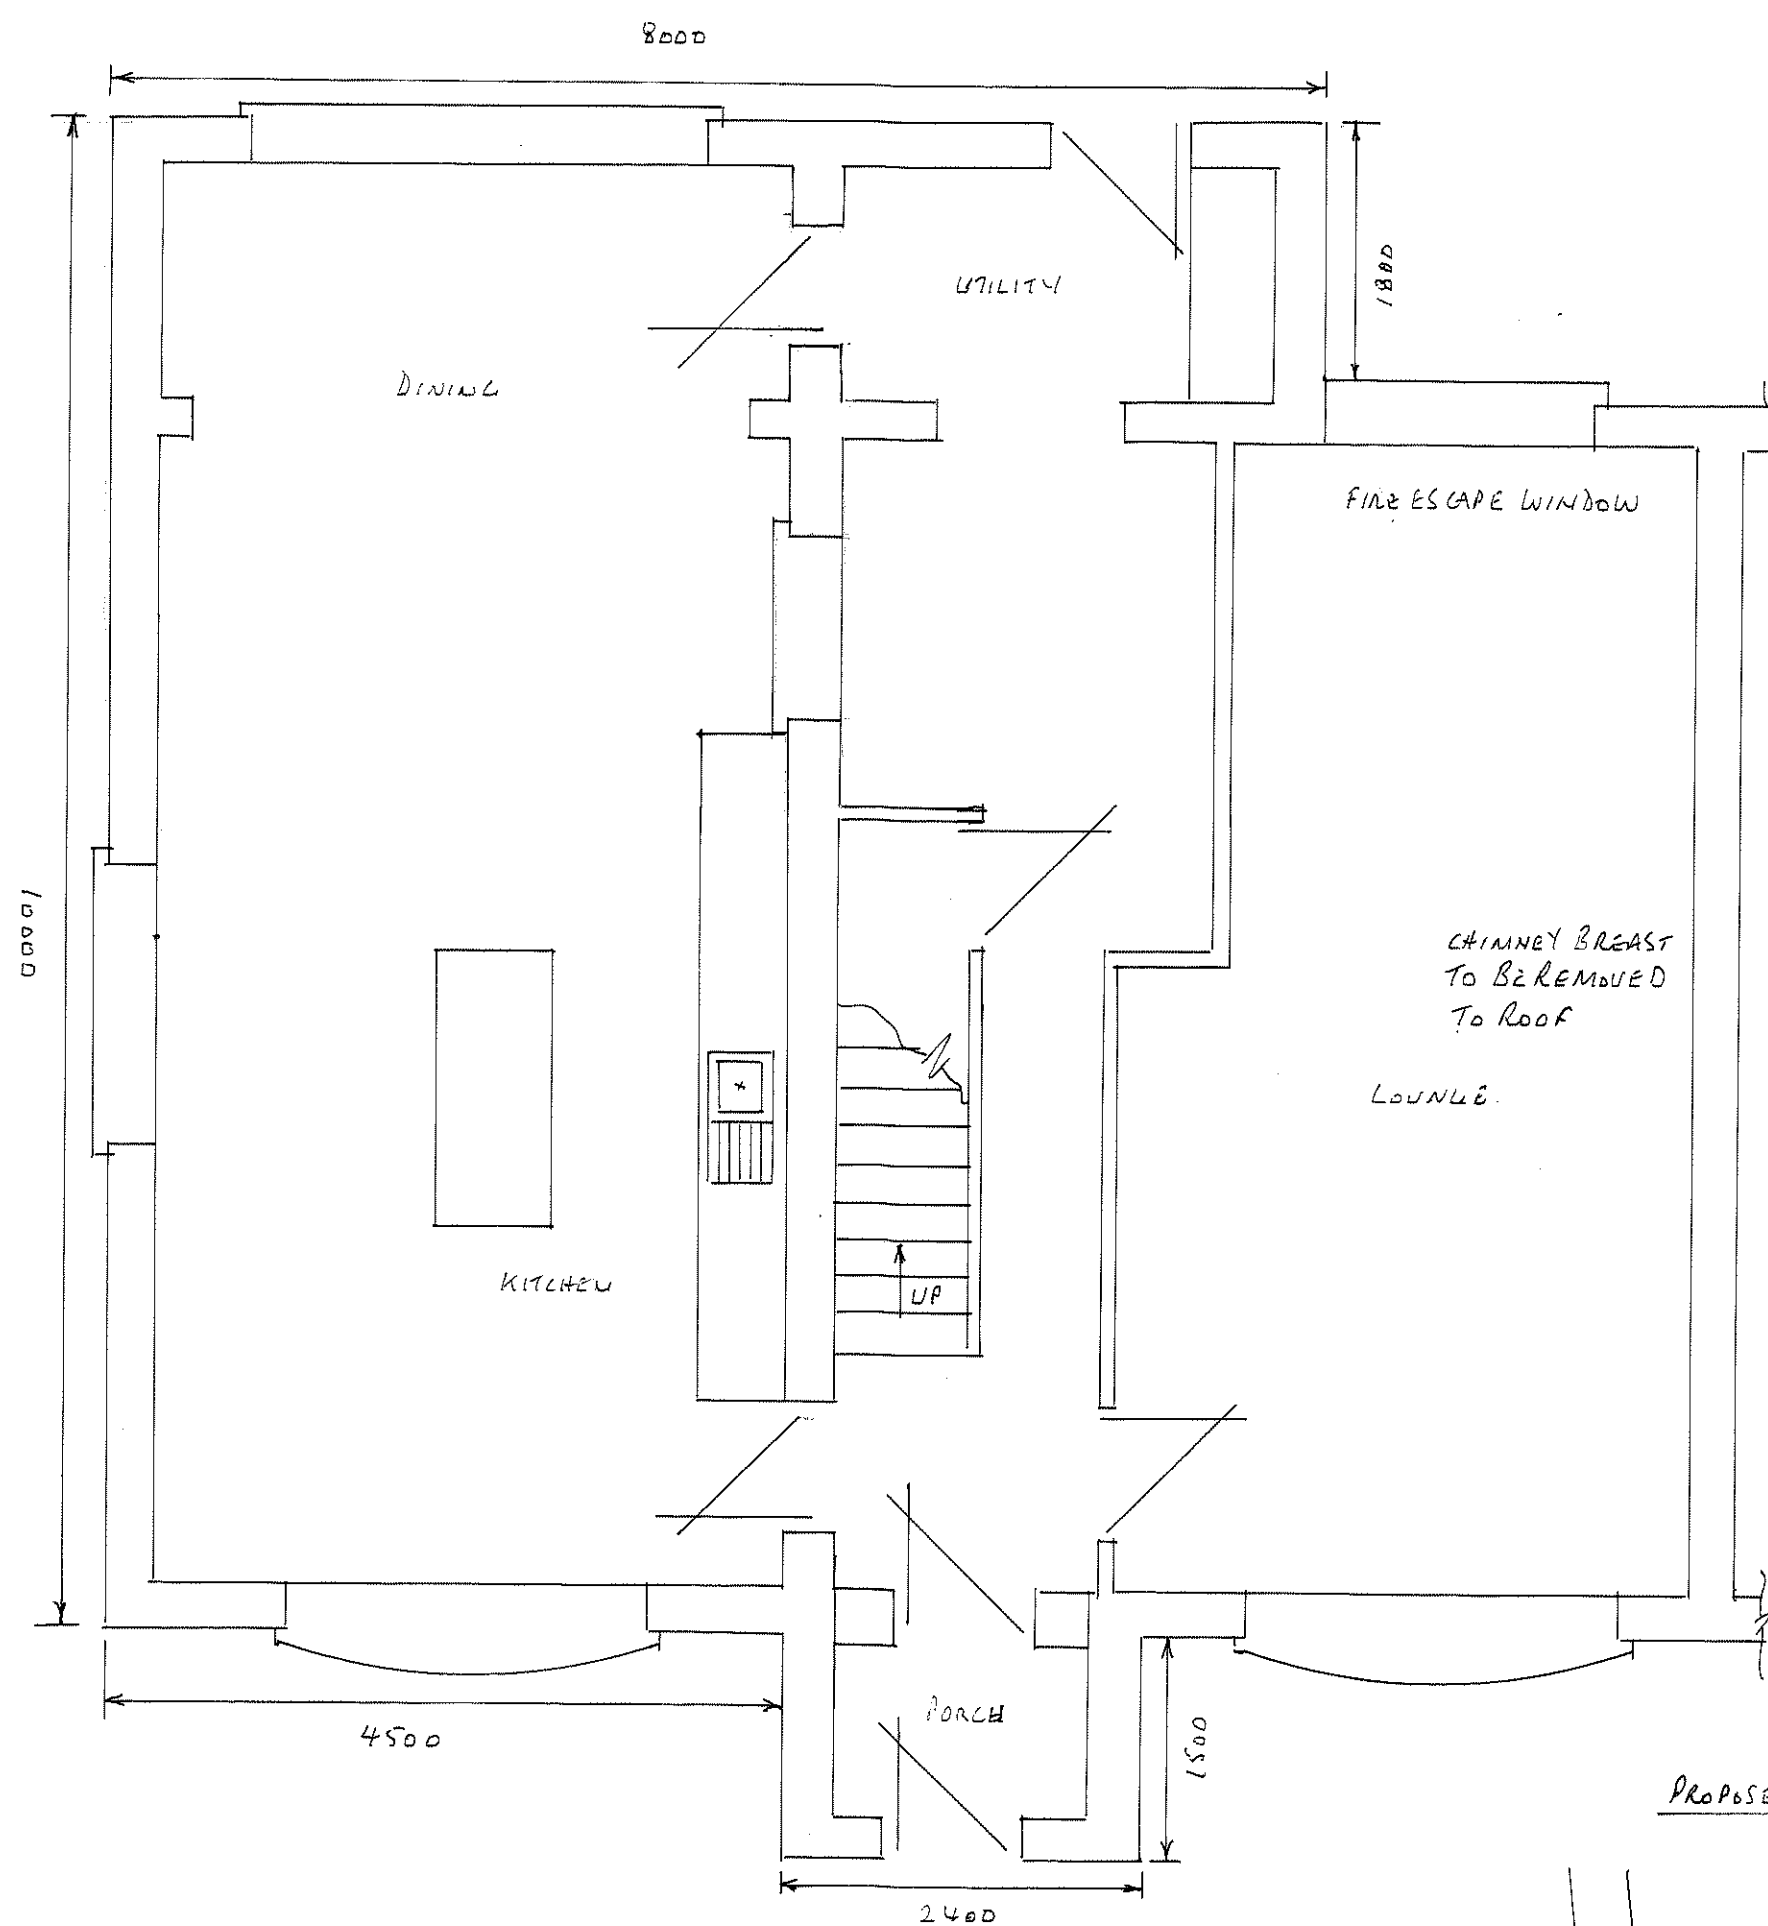 8000
1800
UTILITY
DINING
FIRE ESCAPE WINDOW
10000
CHIMNEY BREAST
TO BE REMOVED
TO ROOF
LOUNGE.
KITCHEN
UP
PORCH
4500
1500
PROPOSE
2400